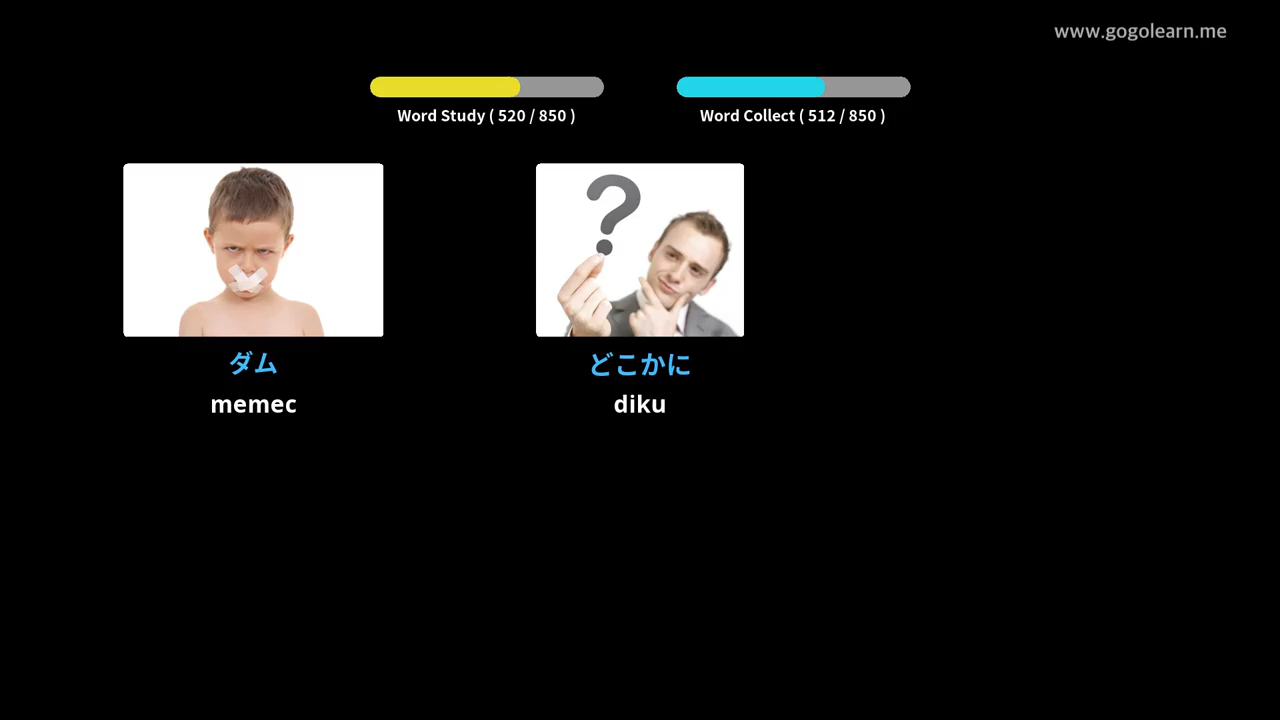 www.gogolearn.me
Word Study ( 520 / 850 )
Word Collect ( 512 / 850 )
ダム
どこかに
memec
diku